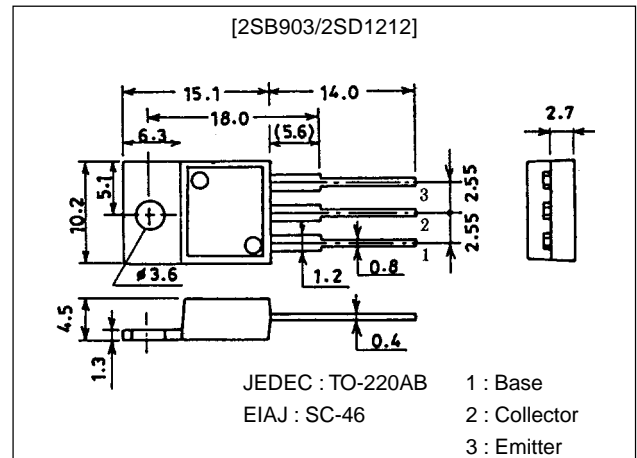 [2SB903/2SD1212]
15.1 14.0
18.0 2.7
6.3 (5.6)
5.1
10.2
3
2
1
2.55
2.55
ø3.6
1.2 0.8
4.5
1.3
0.4
JEDEC : TO-220AB 1 : Base
EIAJ : SC-46 2 : Collector
3 : Emitter